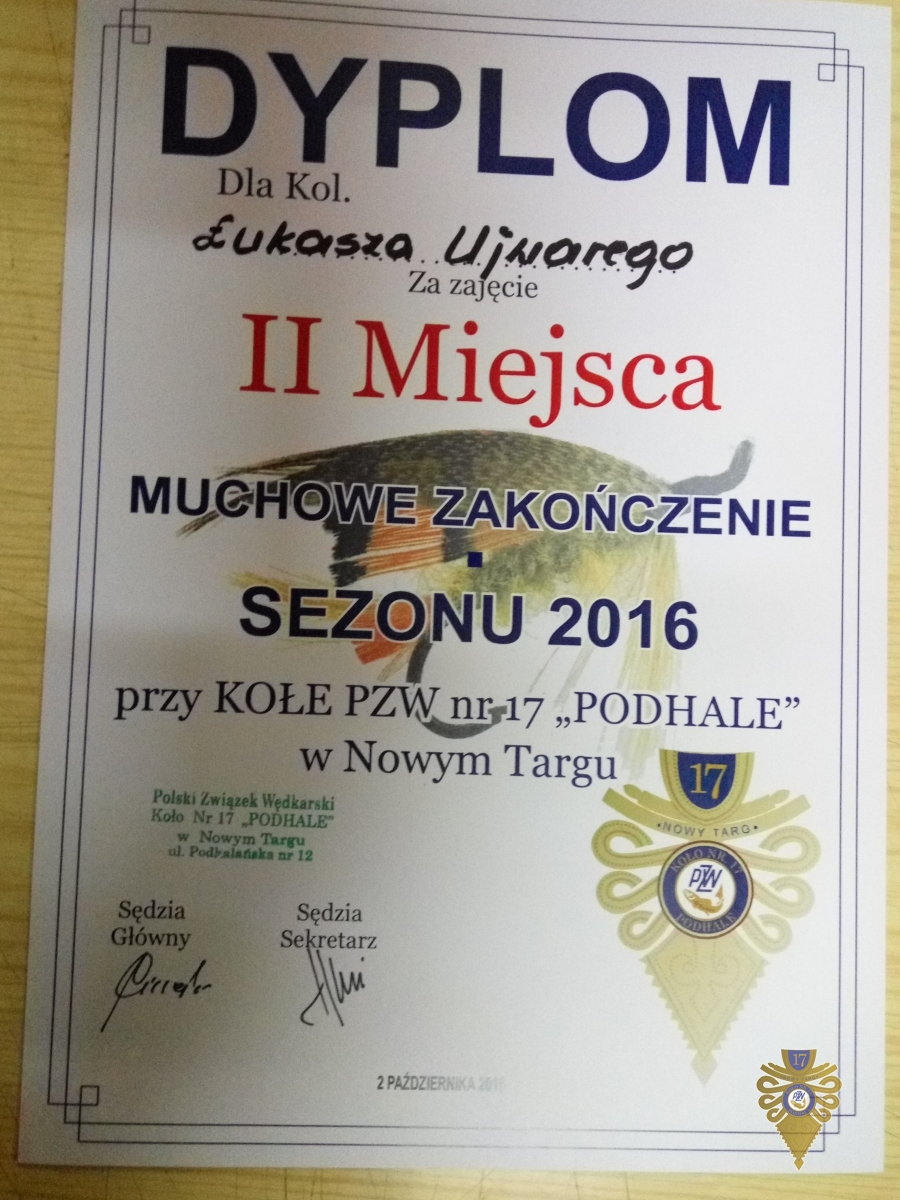 DYPLOM
Dla Kol.
Łukasza Ujwarego
Za zajęcie
II Miejsca
MUCHOWE ZAKOŃCZENIE
SEZONU 2016
przy KOŁE PZW nr 17 „PODHALE”
w Nowym Targu
17
•NOWY TARG•
KOŁO NR. 17
PZW
PODHALE
Polski Związek Wędkarski
Koło Nr 17 „PODHALE”
w Nowym Targu
ul. Podhalańska nr 12
Sędzia
Główny
Sędzia
Sekretarz
2 PAŹDZIERNIKA 2016
17
PZW